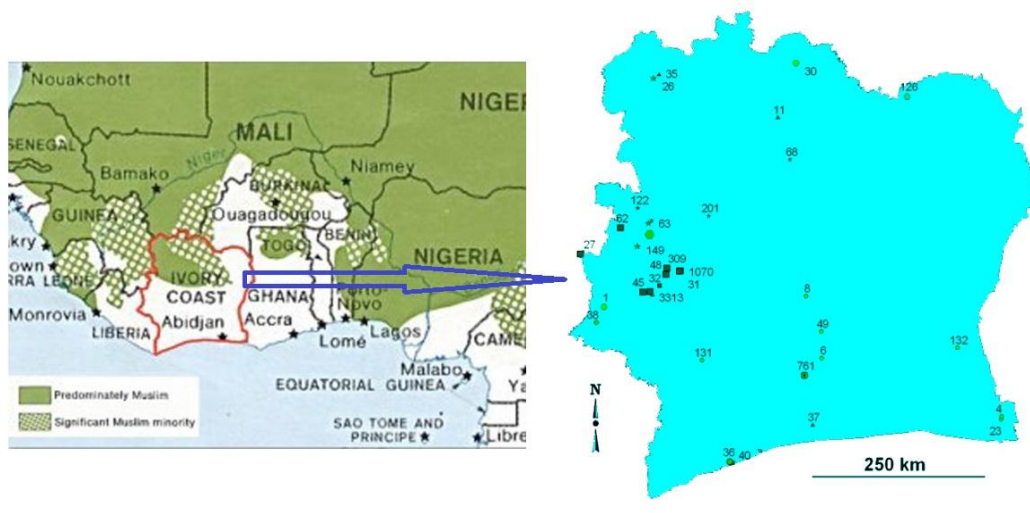 Nouakchott
NIGER
MALI
SENEGAL
Niger
Niamey
Bamako
BURKINA
GUINEA
Ouagadougou
TOGO
BENIN
NIGERIA
IVORY
COAST
GHANA
Porto-
Novo
Monrovia
Abidjan
Accra
LIBERIA
Lomé
Lagos
Malabo
EQUATORIAL GUINEA
Predominately Muslim
Significant Muslim minority
SAO TOME AND
PRINCIPE
Libre
35
26
30
126
11
68
122
201
62
63
27
149
309
48
1070
32
31
45
3313
1
38
8
49
6
131
132
761
37
4
23
36
40
N
250 km